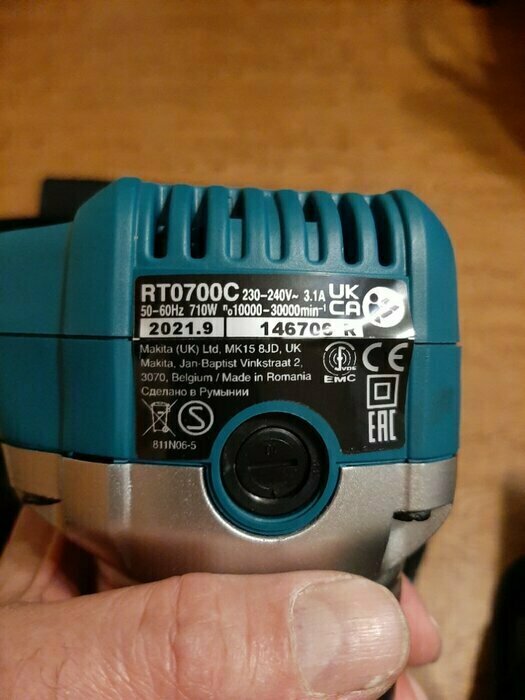 RT0700C 230-240V~ 3.1A UK CA
50-60Hz 710W n₀10000-30000min⁻¹
2021.9 146706 R
Makita (UK) Ltd, MK15 8JD, UK
Makita, Jan-Baptist Vinkstraat 2,
3070, Belgium / Made in Romania
Сделано в Румынии
VDE
EMC
CE
EAC
S
811N06-5